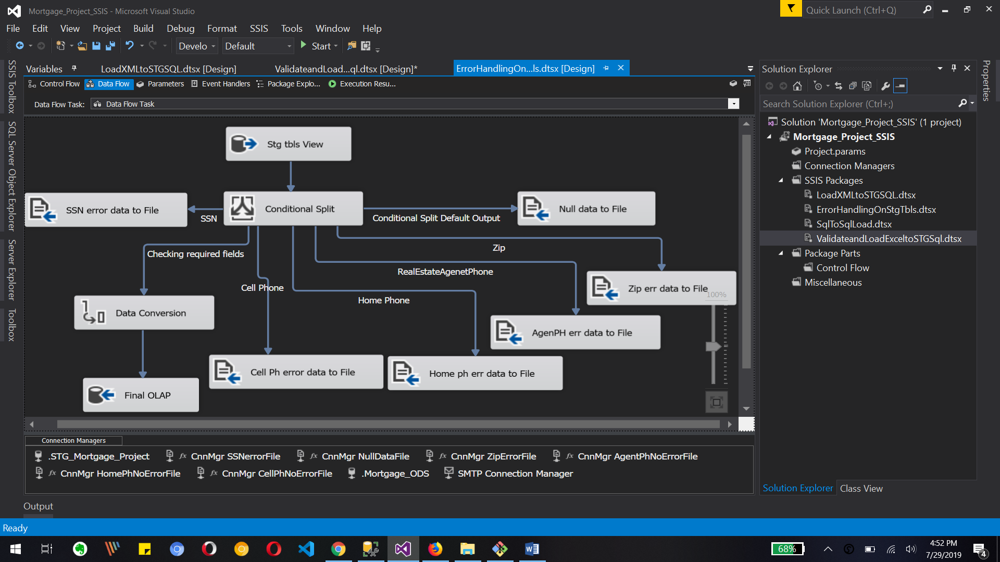 Mortgage_Project_SSIS - Microsoft Visual Studio
Quick Launch (Ctrl+Q)
File Edit View Project Build Debug Format SSIS Tools Window Help
Develo Default Start
Variables LoadXMLtoSTGSQL.dtsx [Design] ValidateandLoad...ql.dtsx [Design]* ErrorHandlingOn...ls.dtsx [Design]
Control Flow Data Flow Parameters Event Handlers Package Explo... Execution Resu...
Data Flow Task: Data Flow Task
SSIS Toolbox
SQL Server Object Explorer
Server Explorer
Toolbox
Stg tbls View
SSN error data to File
SSN
Conditional Split
Conditional Split Default Output
Null data to File
Checking required fields
Zip
RealEstateAgenetPhone
Cell Phone
Home Phone
Zip err data to File
100%
Data Conversion
AgenPH err data to File
Cell Ph error data to File
Home ph err data to File
Final OLAP
Connection Managers
.STG_Mortgage_Project fx CnnMgr SSNerrorFile fx CnnMgr NullDataFile fx CnnMgr ZipErrorFile fx CnnMgr AgentPhNoErrorFile
fx CnnMgr HomePhNoErrorFile fx CnnMgr CellPhNoErrorFile .Mortgage_ODS SMTP Connection Manager
Solution Explorer
Search Solution Explorer (Ctrl+;)
Solution 'Mortgage_Project_SSIS' (1 project)
Mortgage_Project_SSIS
Project.params
Connection Managers
SSIS Packages
LoadXMLtoSTGSQL.dtsx
ErrorHandlingOnStgTbls.dtsx
SqlToSqlLoad.dtsx
ValidateandLoadExceltoSTGSql.dtsx
Package Parts
Control Flow
Miscellaneous
Solution Explorer Class View
Properties
Output
Ready
68%
4:52 PM
7/29/2019
4